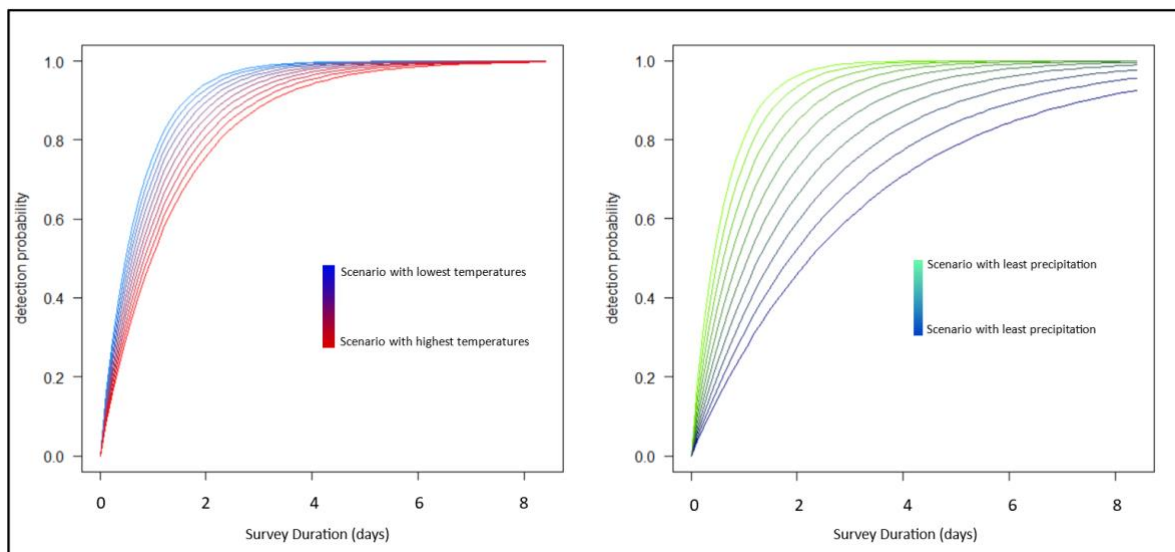 1.0
0.8
0.6
0.4
0.2
0.0
detection probability
Scenario with lowest temperatures
Scenario with highest temperatures
0 2 4 6 8
Survey Duration (days)
1.0
0.8
0.6
0.4
0.2
0.0
detection probability
Scenario with least precipitation
Scenario with least precipitation
0 2 4 6 8
Survey Duration (days)